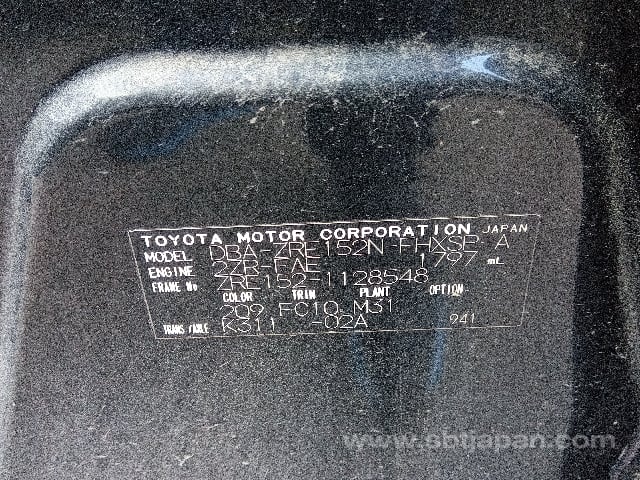 TOYOTA MOTOR CORPORATION JAPAN
MODEL DBA-ZRE152N-FHXSP A
ENGINE 2ZR-FAE 1797 mL
FRAME No ZRE152-1128548
COLOR TRIM PLANT OPTION
209 FC10 M31
TRANS/AXLE K311 -02A 941
www.sbtjapan.com